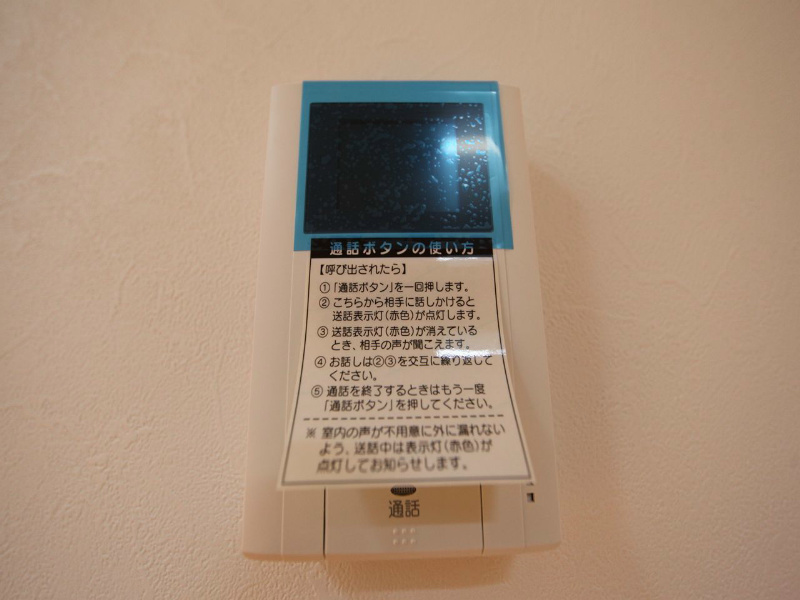 通話ボタンの使い方
【呼び出されたら】
①「通話ボタン」を一回押します。
②こちらから相手に話しかけると
送話表示灯(赤色)が点灯します。
③送話表示灯(赤色)が消えている
とき、相手の声が聞こえます。
④お話しは②③を交互に繰り返して
ください。
⑤通話を終了するときはもう一度
「通話ボタン」を押してください。
※室内の声が不用意に外に漏れない
よう、送話中は表示灯(赤色)が
点灯してお知らせします。
通話